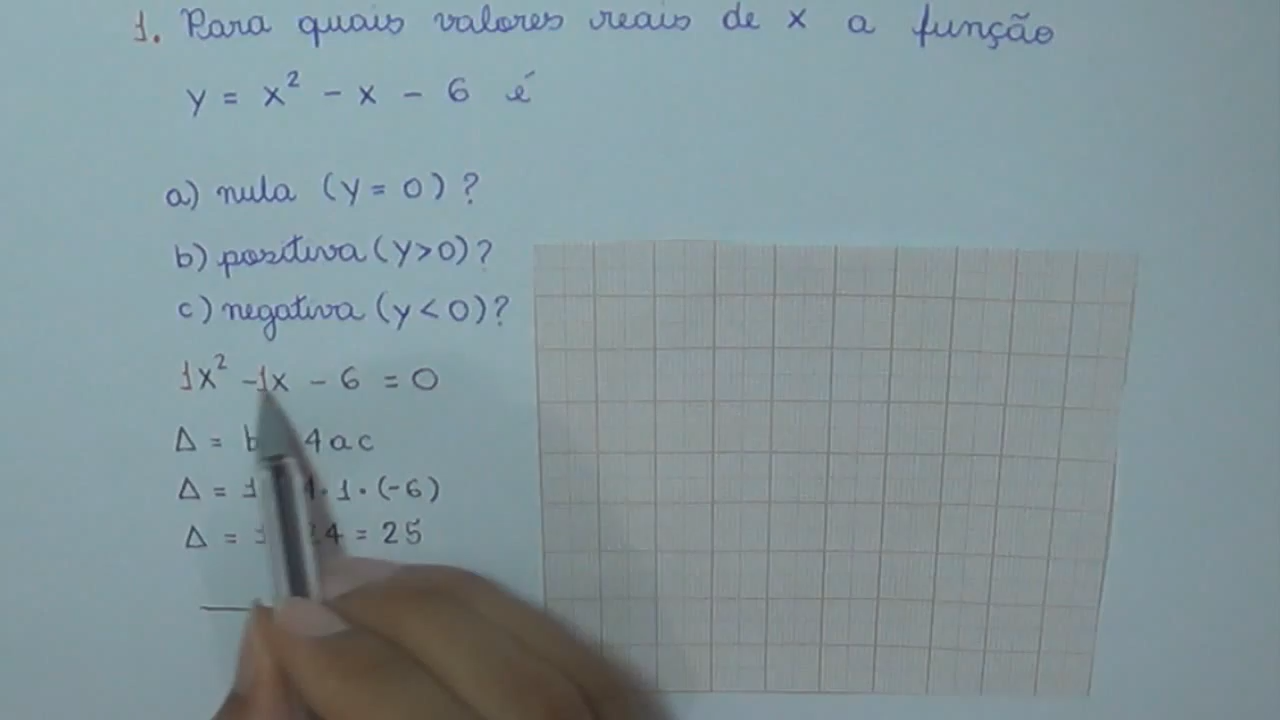 1. Para quais valores reais de x a função
y = x² - x - 6 é
a) nula (y = 0) ?
b) positiva (y > 0) ?
c) negativa (y < 0) ?
1x² - 1x - 6 = 0
Δ = b 4ac
Δ = 1 · 1 · (-6)
Δ = 24 = 25